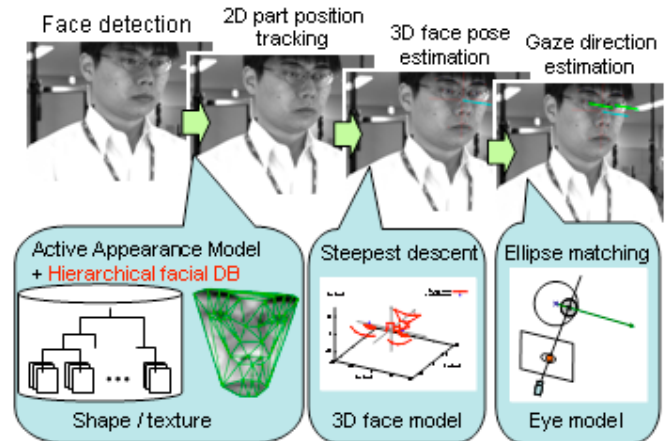 Face detection
2D part position
tracking
3D face pose
estimation
Gaze direction
estimation
Active Appearance Model
+ Hierarchical facial DB
Shape / texture
Steepest descent
3D face model
Ellipse matching
Eye model